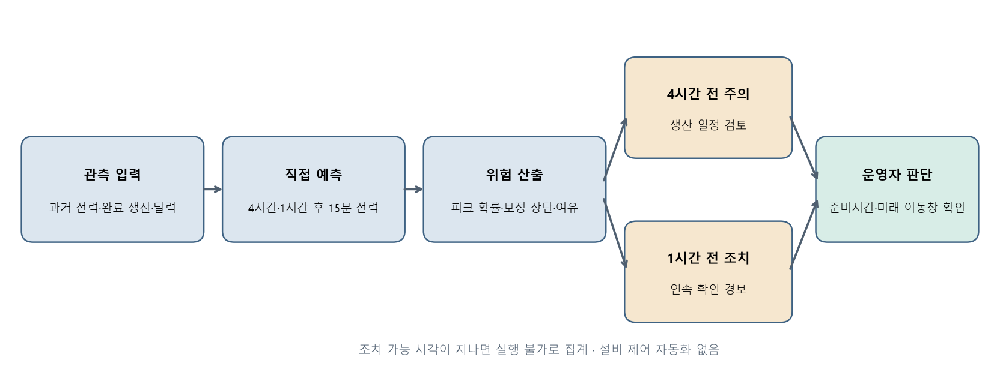 관측 입력
과거 전력·완료 생산·달력
직접 예측
4시간·1시간 후 15분 전력
위험 산출
피크 확률·보정 상단·여유
4시간 전 주의
생산 일정 검토
1시간 전 조치
연속 확인 경보
운영자 판단
준비시간·미래 이동창 확인
조치 가능 시각이 지나면 실행 불가로 집계 · 설비 제어 자동화 없음